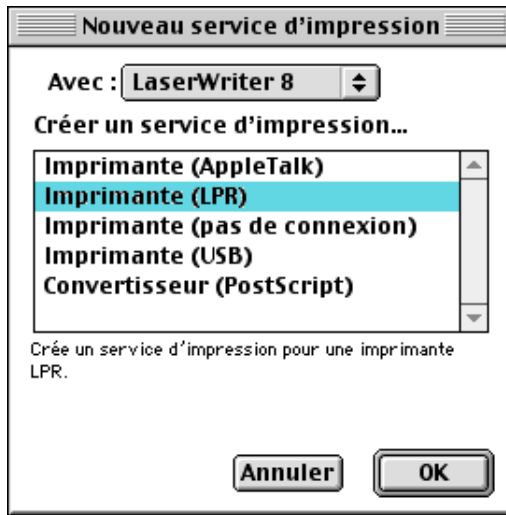 Nouveau service d'impression
Avec : LaserWriter 8
Créer un service d'impression...
Imprimante (AppleTalk)
Imprimante (LPR)
Imprimante (pas de connexion)
Imprimante (USB)
Convertisseur (PostScript)
Crée un service d'impression pour une imprimante
LPR.
Annuler OK